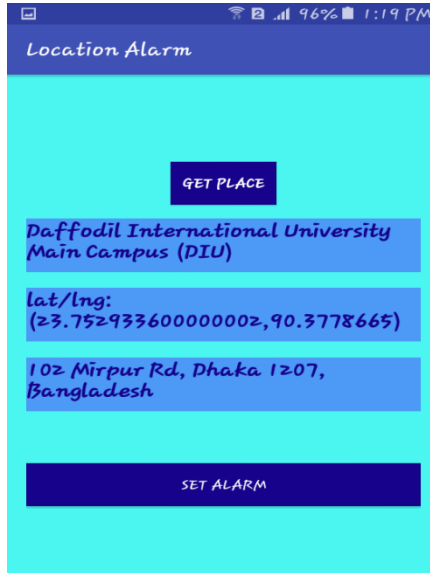 2 96% 1:19 PM
Location Alarm
GET PLACE
Daffodil International University
Main Campus (DIU)
lat/lng:
(23.752933600000002,90.3778665)
102 Mirpur Rd, Dhaka 1207,
Bangladesh
SET ALARM